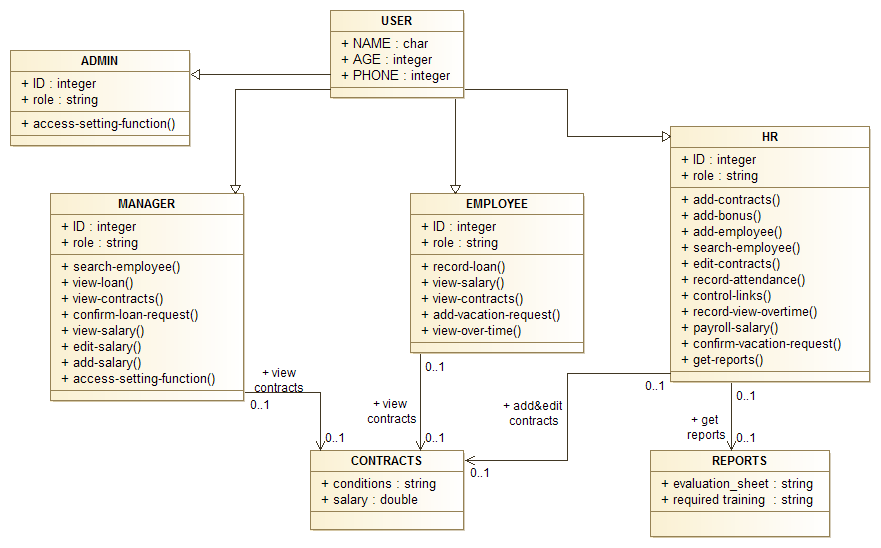 USER
+ NAME : char
+ AGE : integer
+ PHONE : integer
ADMIN
+ ID : integer
+ role : string
+ access-setting-function()
HR
+ ID : integer
+ role : string
+ add-contracts()
+ add-bonus()
+ add-employee()
+ search-employee()
+ edit-contracts()
+ record-attendance()
+ control-links()
+ record-view-overtime()
+ payroll-salary()
+ confirm-vacation-request()
+ get-reports()
MANAGER
+ ID : integer
+ role : string
+ search-employee()
+ view-loan()
+ view-contracts()
+ confirm-loan-request()
+ view-salary()
+ edit-salary()
+ add-salary()
+ access-setting-function()
EMPLOYEE
+ ID : integer
+ role : string
+ record-loan()
+ view-salary()
+ view-contracts()
+ add-vacation-request()
+ view-over-time()
+ view
contracts
0..1
0..1
0..1
+ view
contracts
0..1
0..1
+ add&edit
contracts
0..1
0..1
+ get
reports
0..1
CONTRACTS
+ conditions : string
+ salary : double
REPORTS
+ evaluation_sheet : string
+ required training : string